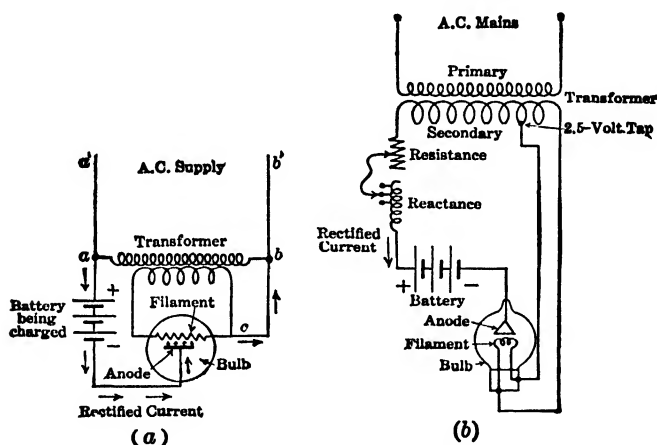 a'
A.C. Supply
b'
Transformer
a
b
+
Battery
being
charged
Filament
c
−
Anode
Bulb
Rectified Current
(a)
A.C. Mains
Primary
Transformer
Secondary
2.5-Volt Tap
Resistance
Reactance
Rectified
Current
+
−
Battery
Anode
Filament
Bulb
(b)